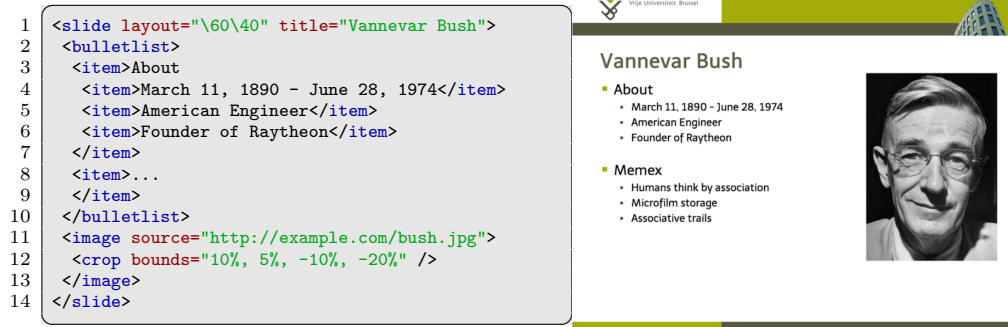 1 <slide layout="\60\40" title="Vannevar Bush">
2 <bulletlist>
3 <item>About
4 <item>March 11, 1890 - June 28, 1974</item>
5 <item>American Engineer</item>
6 <item>Founder of Raytheon</item>
7 </item>
8 <item>...
9 </item>
10 </bulletlist>
11 <image source="http://example.com/bush.jpg">
12 <crop bounds="10%, 5%, -10%, -20%" />
13 </image>
14 </slide>
Vrije Universiteit Brussel
Vannevar Bush
About
March 11, 1890 – June 28, 1974
American Engineer
Founder of Raytheon
Memex
Humans think by association
Microfilm storage
Associative trails